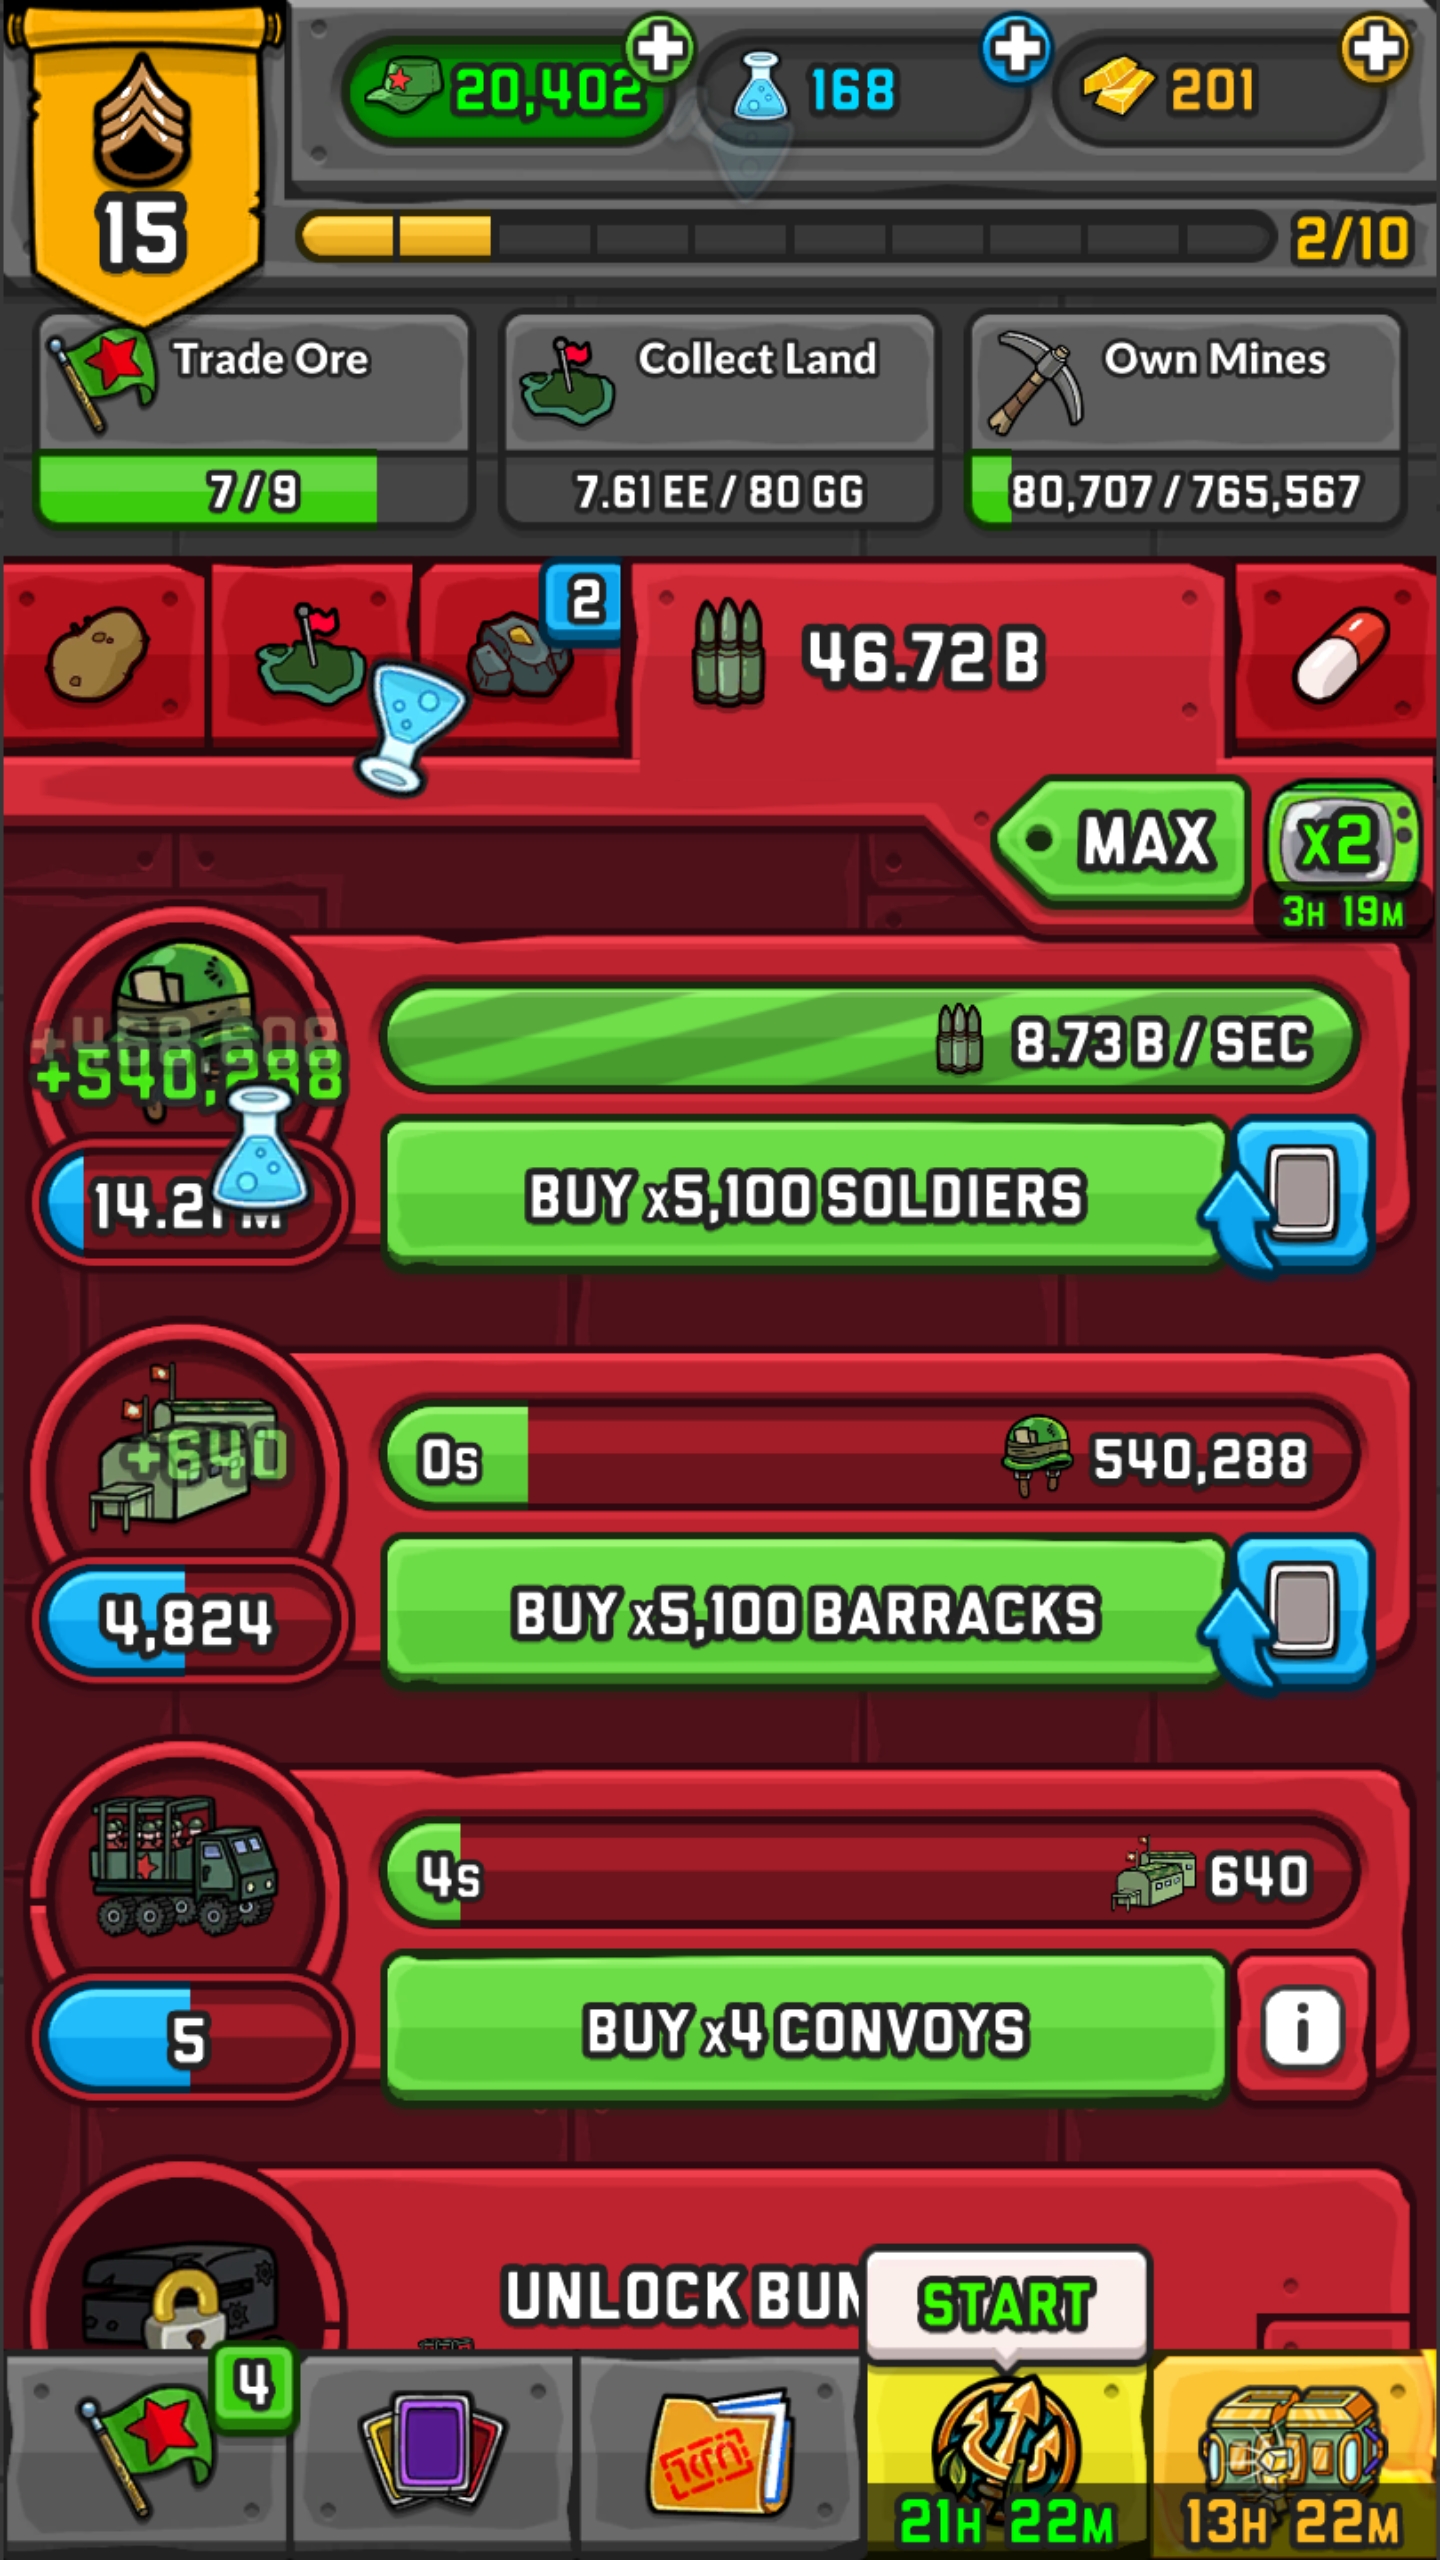 20,402
168
201
15
2/10
Trade Ore
Collect Land
Own Mines
7/9
7.61 EE / 80 GG
80,707 / 765,567
2
46.72 B
MAX
x2
3H 19M
+468,608
+540,288
8.73 B / SEC
BUY x5,100 SOLDIERS
+640
0s
540,288
4,824
BUY x5,100 BARRACKS
4s
640
5
BUY x4 CONVOYS
i
UNLOCK
START
4
21H 22M
13H 22M